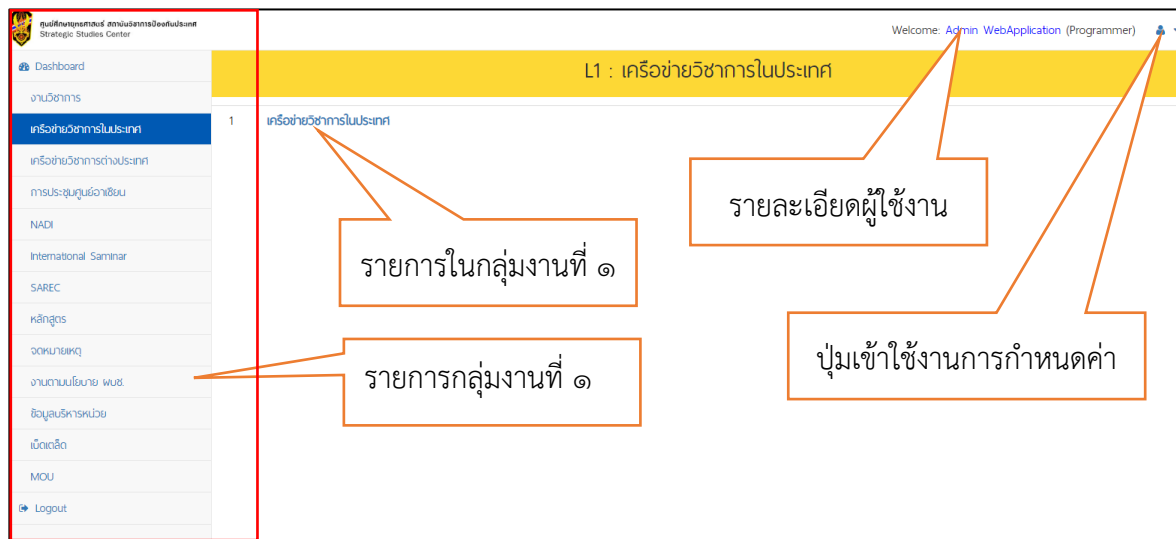 ศูนย์ศึกษายุทธศาสตร์ สถาบันวิชาการป้องกันประเทศ
Strategic Studies Center
Welcome: Admin WebApplication (Programmer)
Dashboard
L1 : เครือข่ายวิชาการในประเทศ
งานวิชาการ
เครือข่ายวิชาการในประเทศ
1 เครือข่ายวิชาการในประเทศ
เครือข่ายวิชาการต่างประเทศ
การประชุมศูนย์อาเซียน
NADI
International Saminar
SAREC
หลักสูตร
จดหมายเหตุ
งานตามนโยบาย ผบช.
ข้อมูลบริหารหน่วย
เบ็ดเตล็ด
MOU
Logout
รายละเอียดผู้ใช้งาน
รายการในกลุ่มงานที่ ๑
ปุ่มเข้าใช้งานการกำหนดค่า
รายการกลุ่มงานที่ ๑